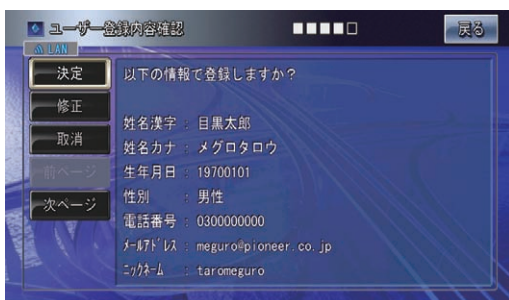 ユーザー登録内容確認
戻る
LAN
決定
修正
取消
前ページ
次ページ
以下の情報で登録しますか？
姓名漢字 : 目黒太郎
姓名カナ : メグロタロウ
生年月日 : 19700101
性別 : 男性
電話番号 : 0300000000
ﾒｰﾙｱﾄﾞﾚｽ : meguro@pioneer.co.jp
ﾆｯｸﾈｰﾑ : taromeguro